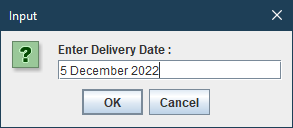 Input
Enter Delivery Date :
5 December 2022
OK Cancel